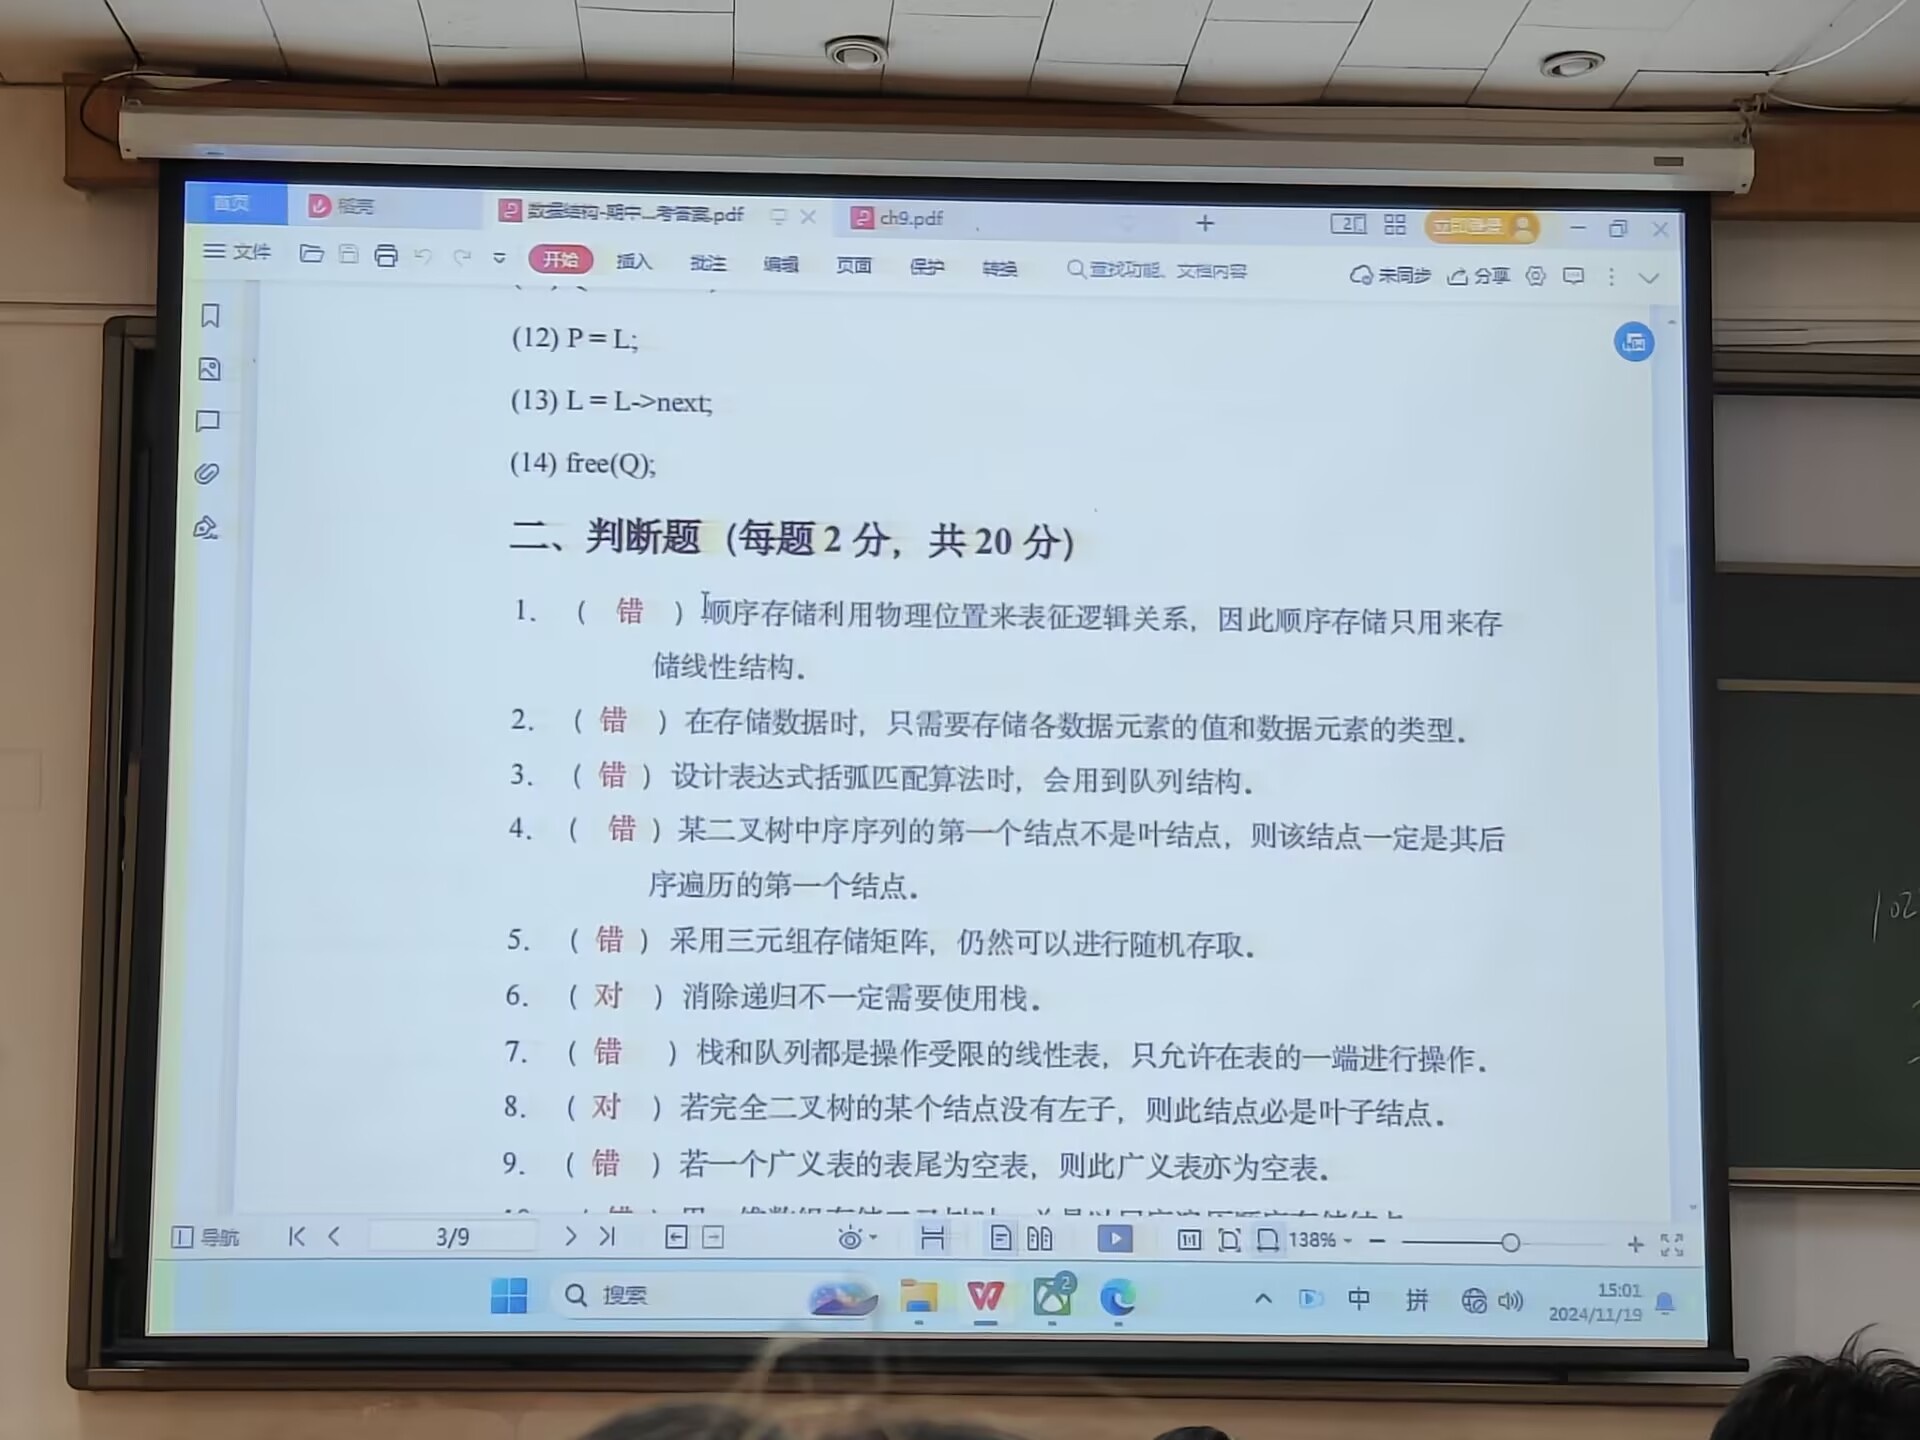 首页
稻壳
数据结构-期中 考答案.pdf
ch9.pdf
立即登录
文件
开始
插入
批注
编辑
页面
保护
转换
查找功能、文档内容
未同步
分享
(12) P = L;
(13) L = L->next;
(14) free(Q);
二、判断题（每题 2 分，共 20 分）
1. （ 错 ）顺序存储利用物理位置来表征逻辑关系，因此顺序存储只用来存
储线性结构。
2. （ 错 ）在存储数据时，只需要存储各数据元素的值和数据元素的类型。
3. （ 错 ）设计表达式括弧匹配算法时，会用到队列结构。
4. （ 错 ）某二叉树中序序列的第一个结点不是叶结点，则该结点一定是其后
序遍历的第一个结点。
5. （ 错 ）采用三元组存储矩阵，仍然可以进行随机存取。
6. （ 对 ）消除递归不一定需要使用栈。
7. （ 错 ）栈和队列都是操作受限的线性表，只允许在表的一端进行操作。
8. （ 对 ）若完全二叉树的某个结点没有左子，则此结点必是叶子结点。
9. （ 错 ）若一个广义表的表尾为空表，则此广义表亦为空表。
导航
3/9
138%
搜索
2
中
拼
15:01
2024/11/19
102